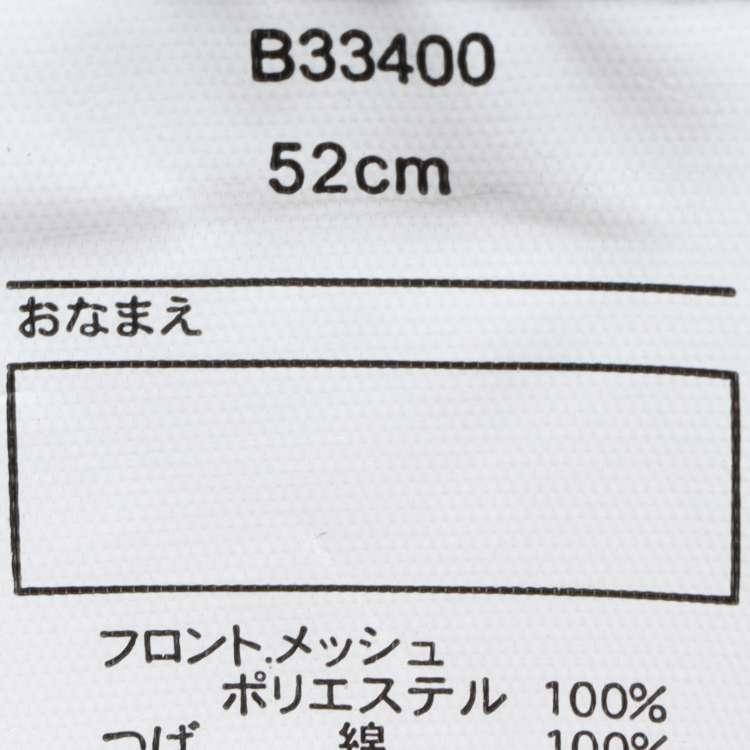 B33400
52cm
おなまえ
フロント.メッシュ
ポリエステル 100%
つば 綿 100%